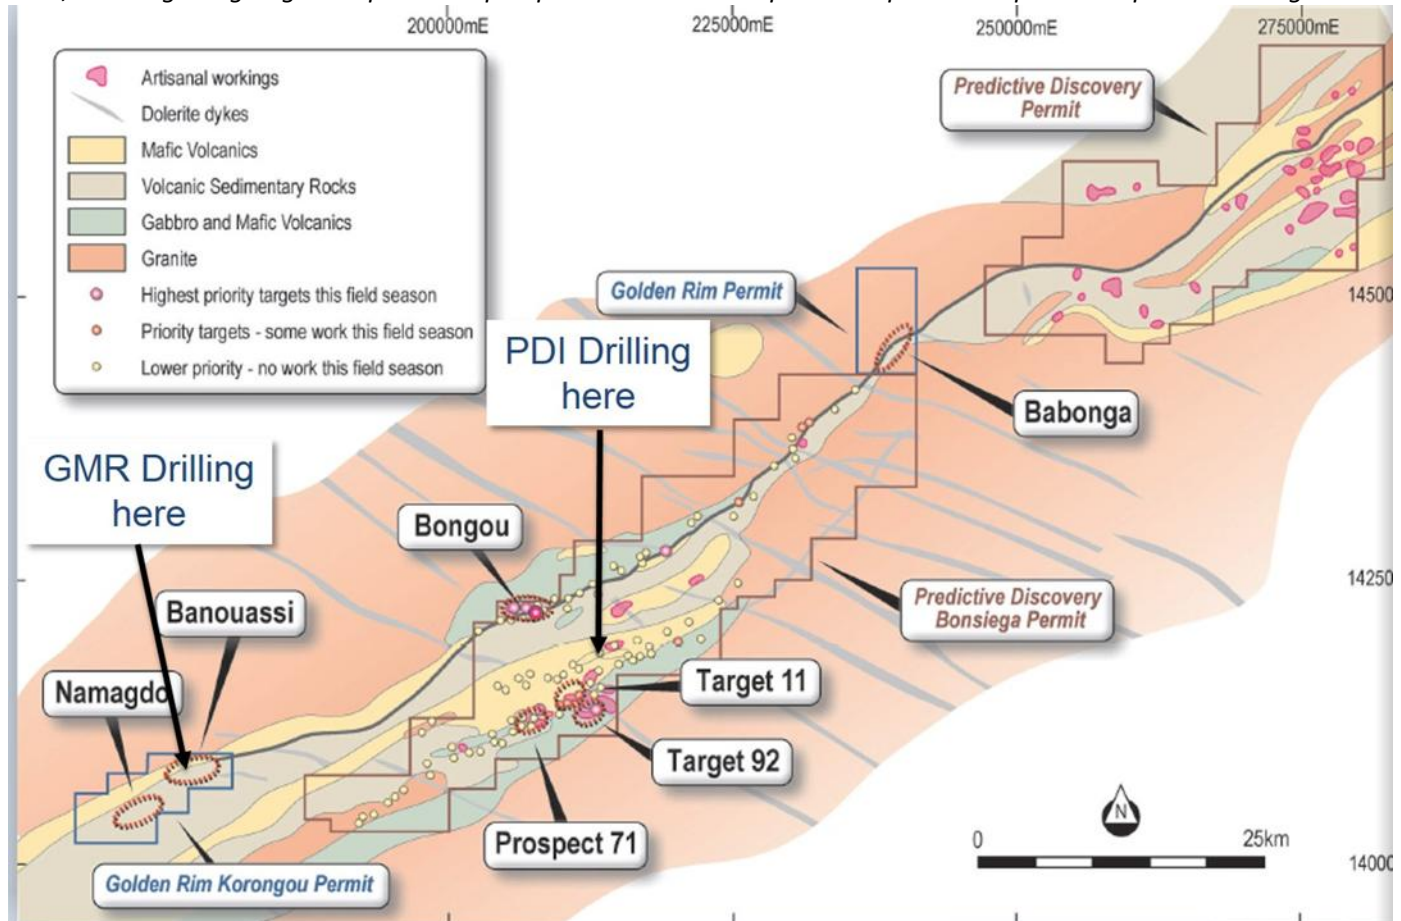 200000mE
225000mE
250000mE
275000mE
Artisanal workings
Dolerite dykes
Mafic Volcanics
Volcanic Sedimentary Rocks
Gabbro and Mafic Volcanics
Granite
Highest priority targets this field season
Priority targets - some work this field season
Lower priority - no work this field season
Predictive Discovery
Permit
Golden Rim Permit
14500
PDI Drilling
here
Babonga
GMR Drilling
here
Bongou
14250
Predictive Discovery
Bonsiega Permit
Banouassi
Namagdo
Target 11
Target 92
Prospect 71
N
0
25km
Golden Rim Korongou Permit
14000